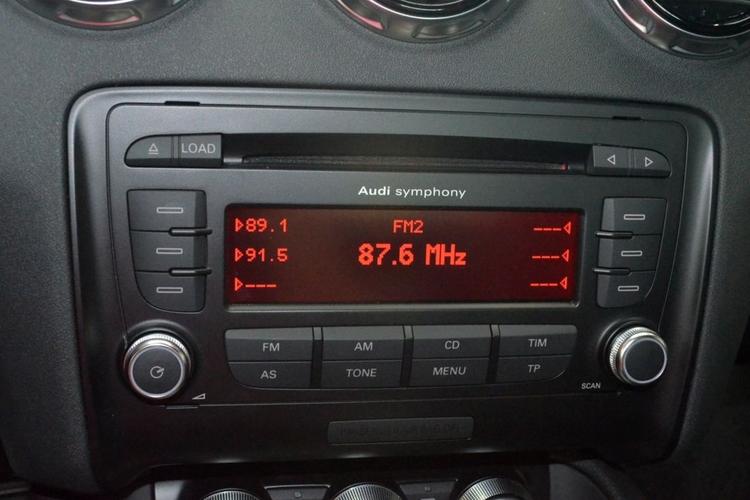 LOAD
Audi symphony
89.1 FM2 ---
91.5 87.6 MHz ---
--- ---
FM AM CD TIM
AS TONE MENU TP
SCAN